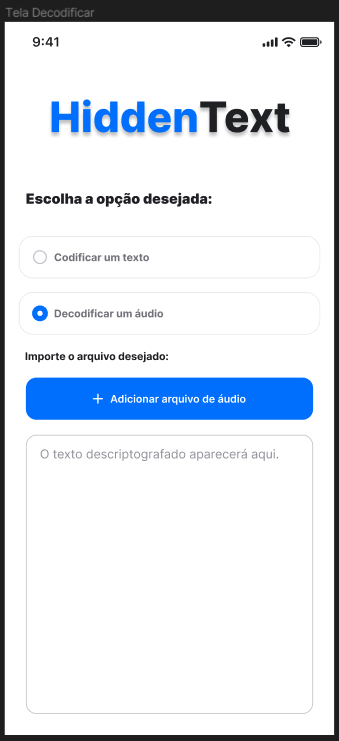 Tela Decodificar
9:41
HiddenText
Escolha a opção desejada:
Codificar um texto
Decodificar um áudio
Importe o arquivo desejado:
+ Adicionar arquivo de áudio
O texto descriptografado aparecerá aqui.